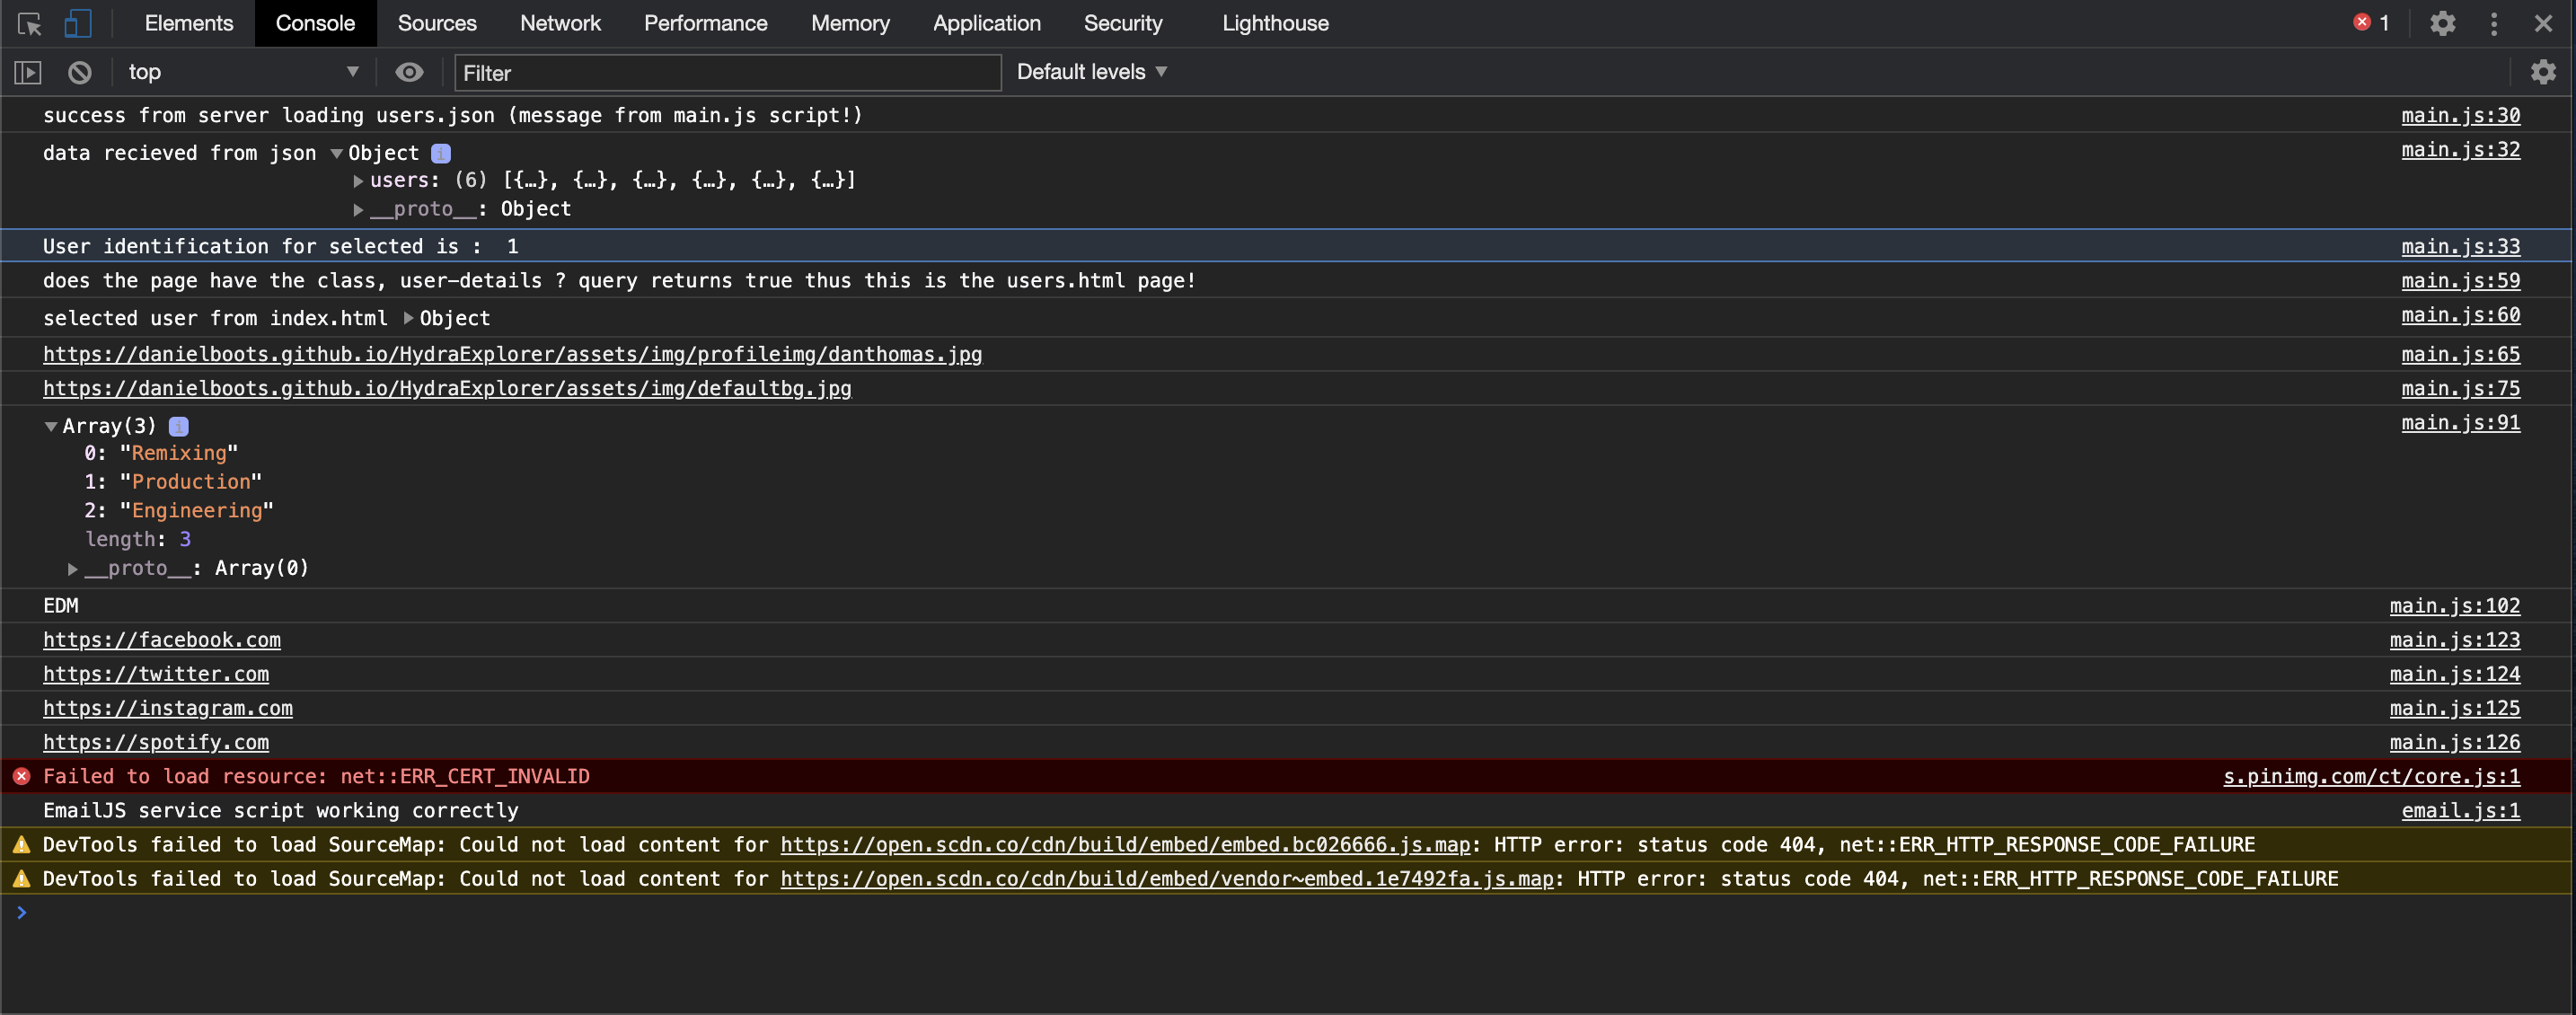 Elements Console Sources Network Performance Memory Application Security Lighthouse 1
top Filter Default levels
success from server loading users.json (message from main.js script!) main.js:30
data recieved from json Object i main.js:32
users: (6) [{…}, {…}, {…}, {…}, {…}, {…}]
__proto__: Object
User identification for selected is :  1 main.js:33
does the page have the class, user-details ? query returns true thus this is the users.html page! main.js:59
selected user from index.html Object main.js:60
https://danielboots.github.io/HydraExplorer/assets/img/profileimg/danthomas.jpg main.js:65
https://danielboots.github.io/HydraExplorer/assets/img/defaultbg.jpg main.js:75
Array(3) i main.js:91
0: "Remixing"
1: "Production"
2: "Engineering"
length: 3
__proto__: Array(0)
EDM main.js:102
https://facebook.com main.js:123
https://twitter.com main.js:124
https://instagram.com main.js:125
https://spotify.com main.js:126
Failed to load resource: net::ERR_CERT_INVALID s.pinimg.com/ct/core.js:1
EmailJS service script working correctly email.js:1
DevTools failed to load SourceMap: Could not load content for https://open.scdn.co/cdn/build/embed/embed.bc026666.js.map: HTTP error: status code 404, net::ERR_HTTP_RESPONSE_CODE_FAILURE
DevTools failed to load SourceMap: Could not load content for https://open.scdn.co/cdn/build/embed/vendor~embed.1e7492fa.js.map: HTTP error: status code 404, net::ERR_HTTP_RESPONSE_CODE_FAILURE